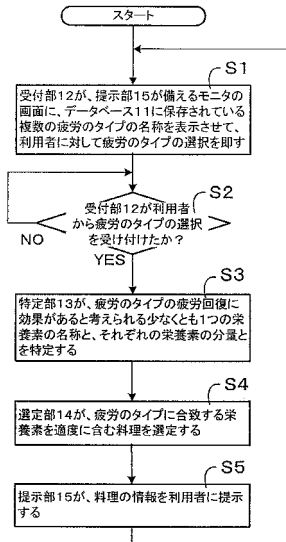 スタート
S1
受付部12が、提示部15が備えるモニタの
画面に、データベース11に保存されている
複数の疲労のタイプの名称を表示させて、
利用者に対して疲労のタイプの選択を即す
S2
受付部12が利用者
から疲労のタイプの選択
を受け付けたか？
NO
YES
S3
特定部13が、疲労のタイプの疲労回復に
効果があると考えられる少なくとも1つの栄
養素の名称と、それぞれの栄養素の分量と
を特定する
S4
選定部14が、疲労のタイプに合致する栄
養素を適度に含む料理を選定する
S5
提示部15が、料理の情報を利用者に提示
する